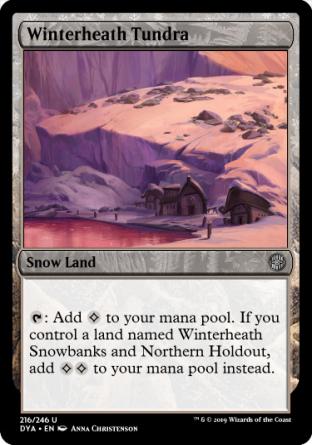 Winterheath Tundra
Snow Land
: Add to your mana pool. If you
control a land named Winterheath
Snowbanks and Northern Holdout,
add to your mana pool instead.
216/246 U
DYA • EN Anna Christenson
™ & © 2019 Wizards of the Coast